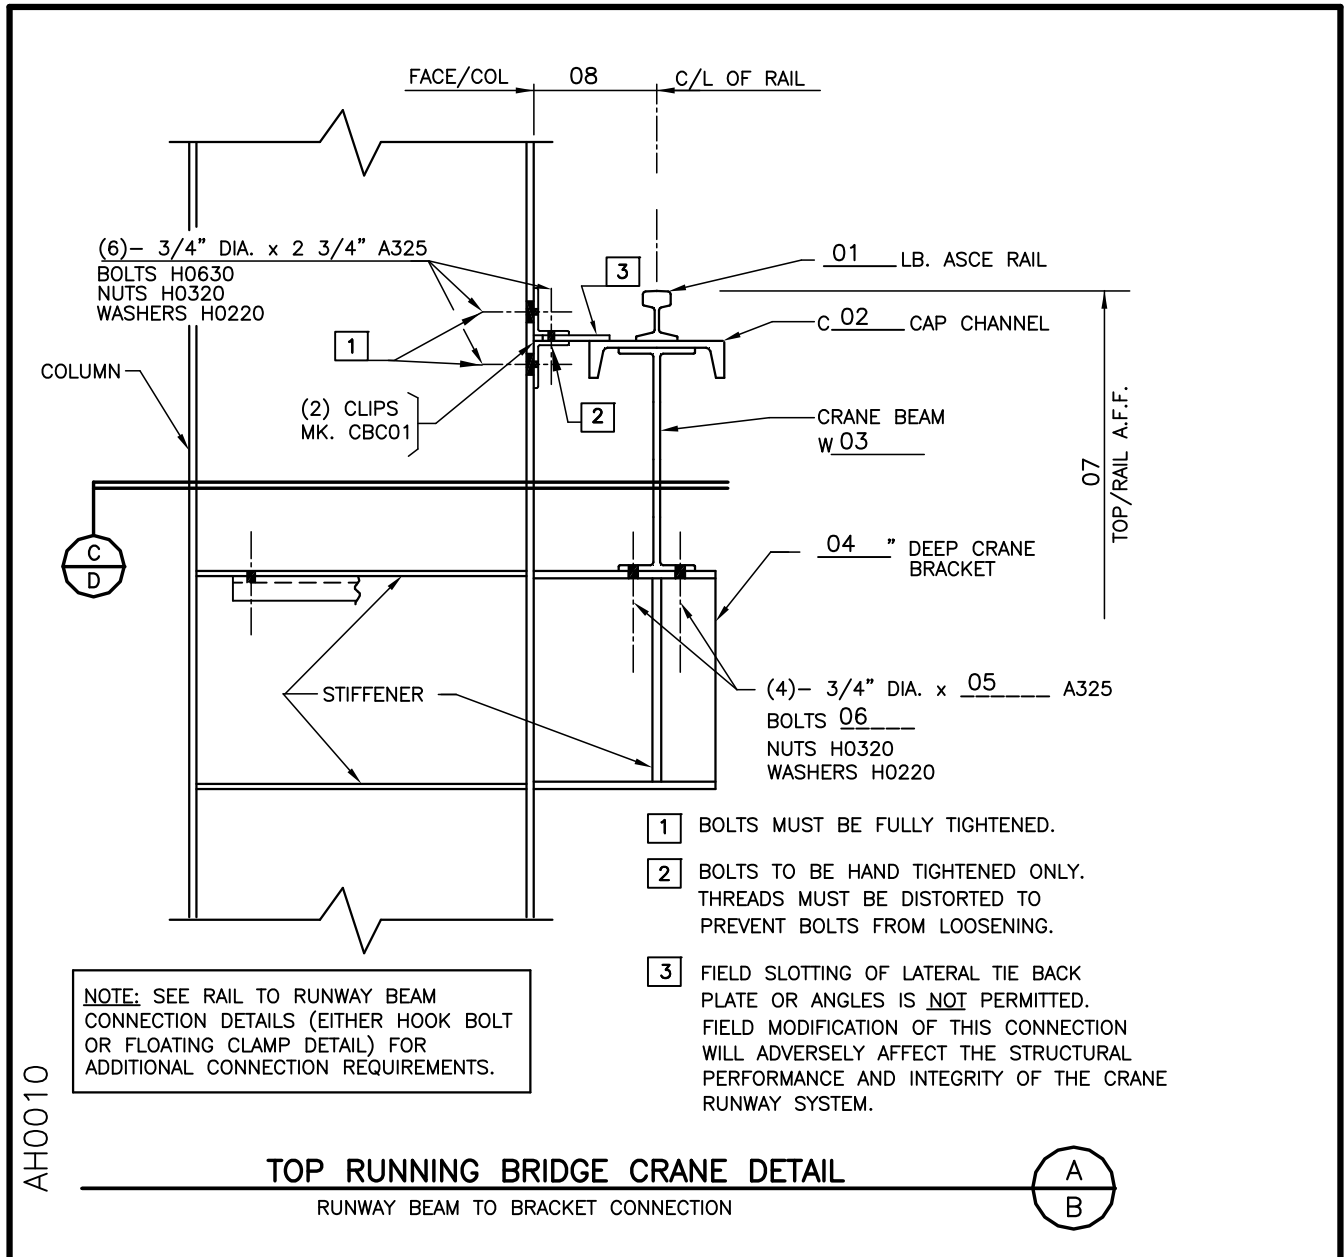 FACE/COL
08
C/L OF RAIL
(6)- 3/4" DIA. x 2 3/4" A325
BOLTS H0630
NUTS H0320
WASHERS H0220
3
01 LB. ASCE RAIL
1
C 02 CAP CHANNEL
COLUMN
(2) CLIPS
MK. CBC01
2
CRANE BEAM
W 03
07
TOP/RAIL A.F.F.
C
D
04 " DEEP CRANE
BRACKET
STIFFENER
(4)- 3/4" DIA. x 05 A325
BOLTS 06
NUTS H0320
WASHERS H0220
1 BOLTS MUST BE FULLY TIGHTENED.
2 BOLTS TO BE HAND TIGHTENED ONLY.
THREADS MUST BE DISTORTED TO
PREVENT BOLTS FROM LOOSENING.
3 FIELD SLOTTING OF LATERAL TIE BACK
PLATE OR ANGLES IS NOT PERMITTED.
FIELD MODIFICATION OF THIS CONNECTION
WILL ADVERSELY AFFECT THE STRUCTURAL
PERFORMANCE AND INTEGRITY OF THE CRANE
RUNWAY SYSTEM.
NOTE: SEE RAIL TO RUNWAY BEAM
CONNECTION DETAILS (EITHER HOOK BOLT
OR FLOATING CLAMP DETAIL) FOR
ADDITIONAL CONNECTION REQUIREMENTS.
AH0010
TOP RUNNING BRIDGE CRANE DETAIL
RUNWAY BEAM TO BRACKET CONNECTION
A
B